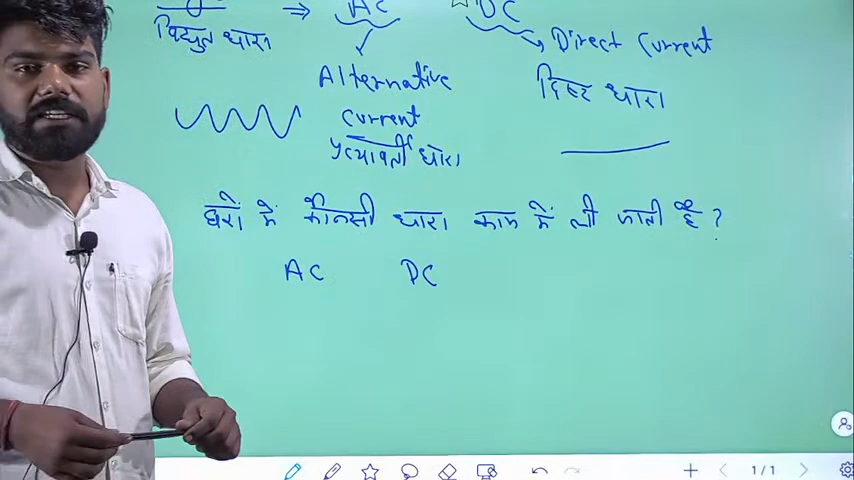 विद्युत धारा ⇒ AC DC
Direct Current
Alternative
दिष्ट धारा
current
प्रत्यावर्ती धारा
घरों में कौनसी धारा काम में ली जाती है ?
AC DC
1/1